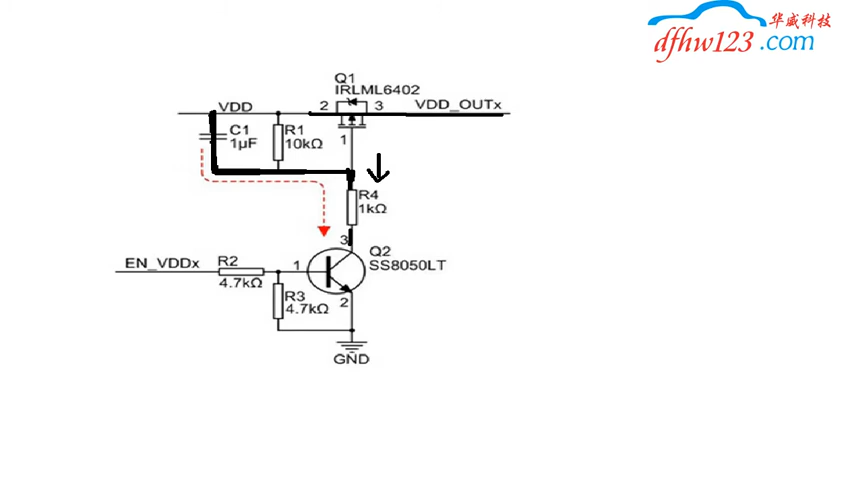 华威科技
dfhw123.com
Q1
IRLML6402
VDD
2
3
VDD_OUTx
C1
1μF
R1
10kΩ
1
R4
1kΩ
3
Q2
SS8050LT
EN_VDDx
R2
4.7kΩ
1
R3
4.7kΩ
2
GND